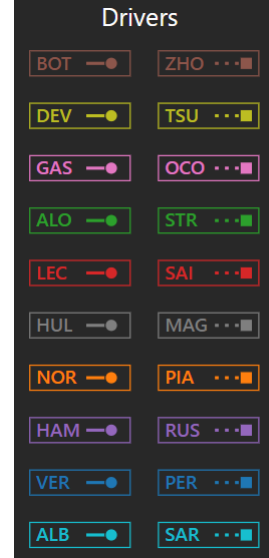 Drivers
BOT ZHO
DEV TSU
GAS OCO
ALO STR
LEC SAI
HUL MAG
NOR PIA
HAM RUS
VER PER
ALB SAR